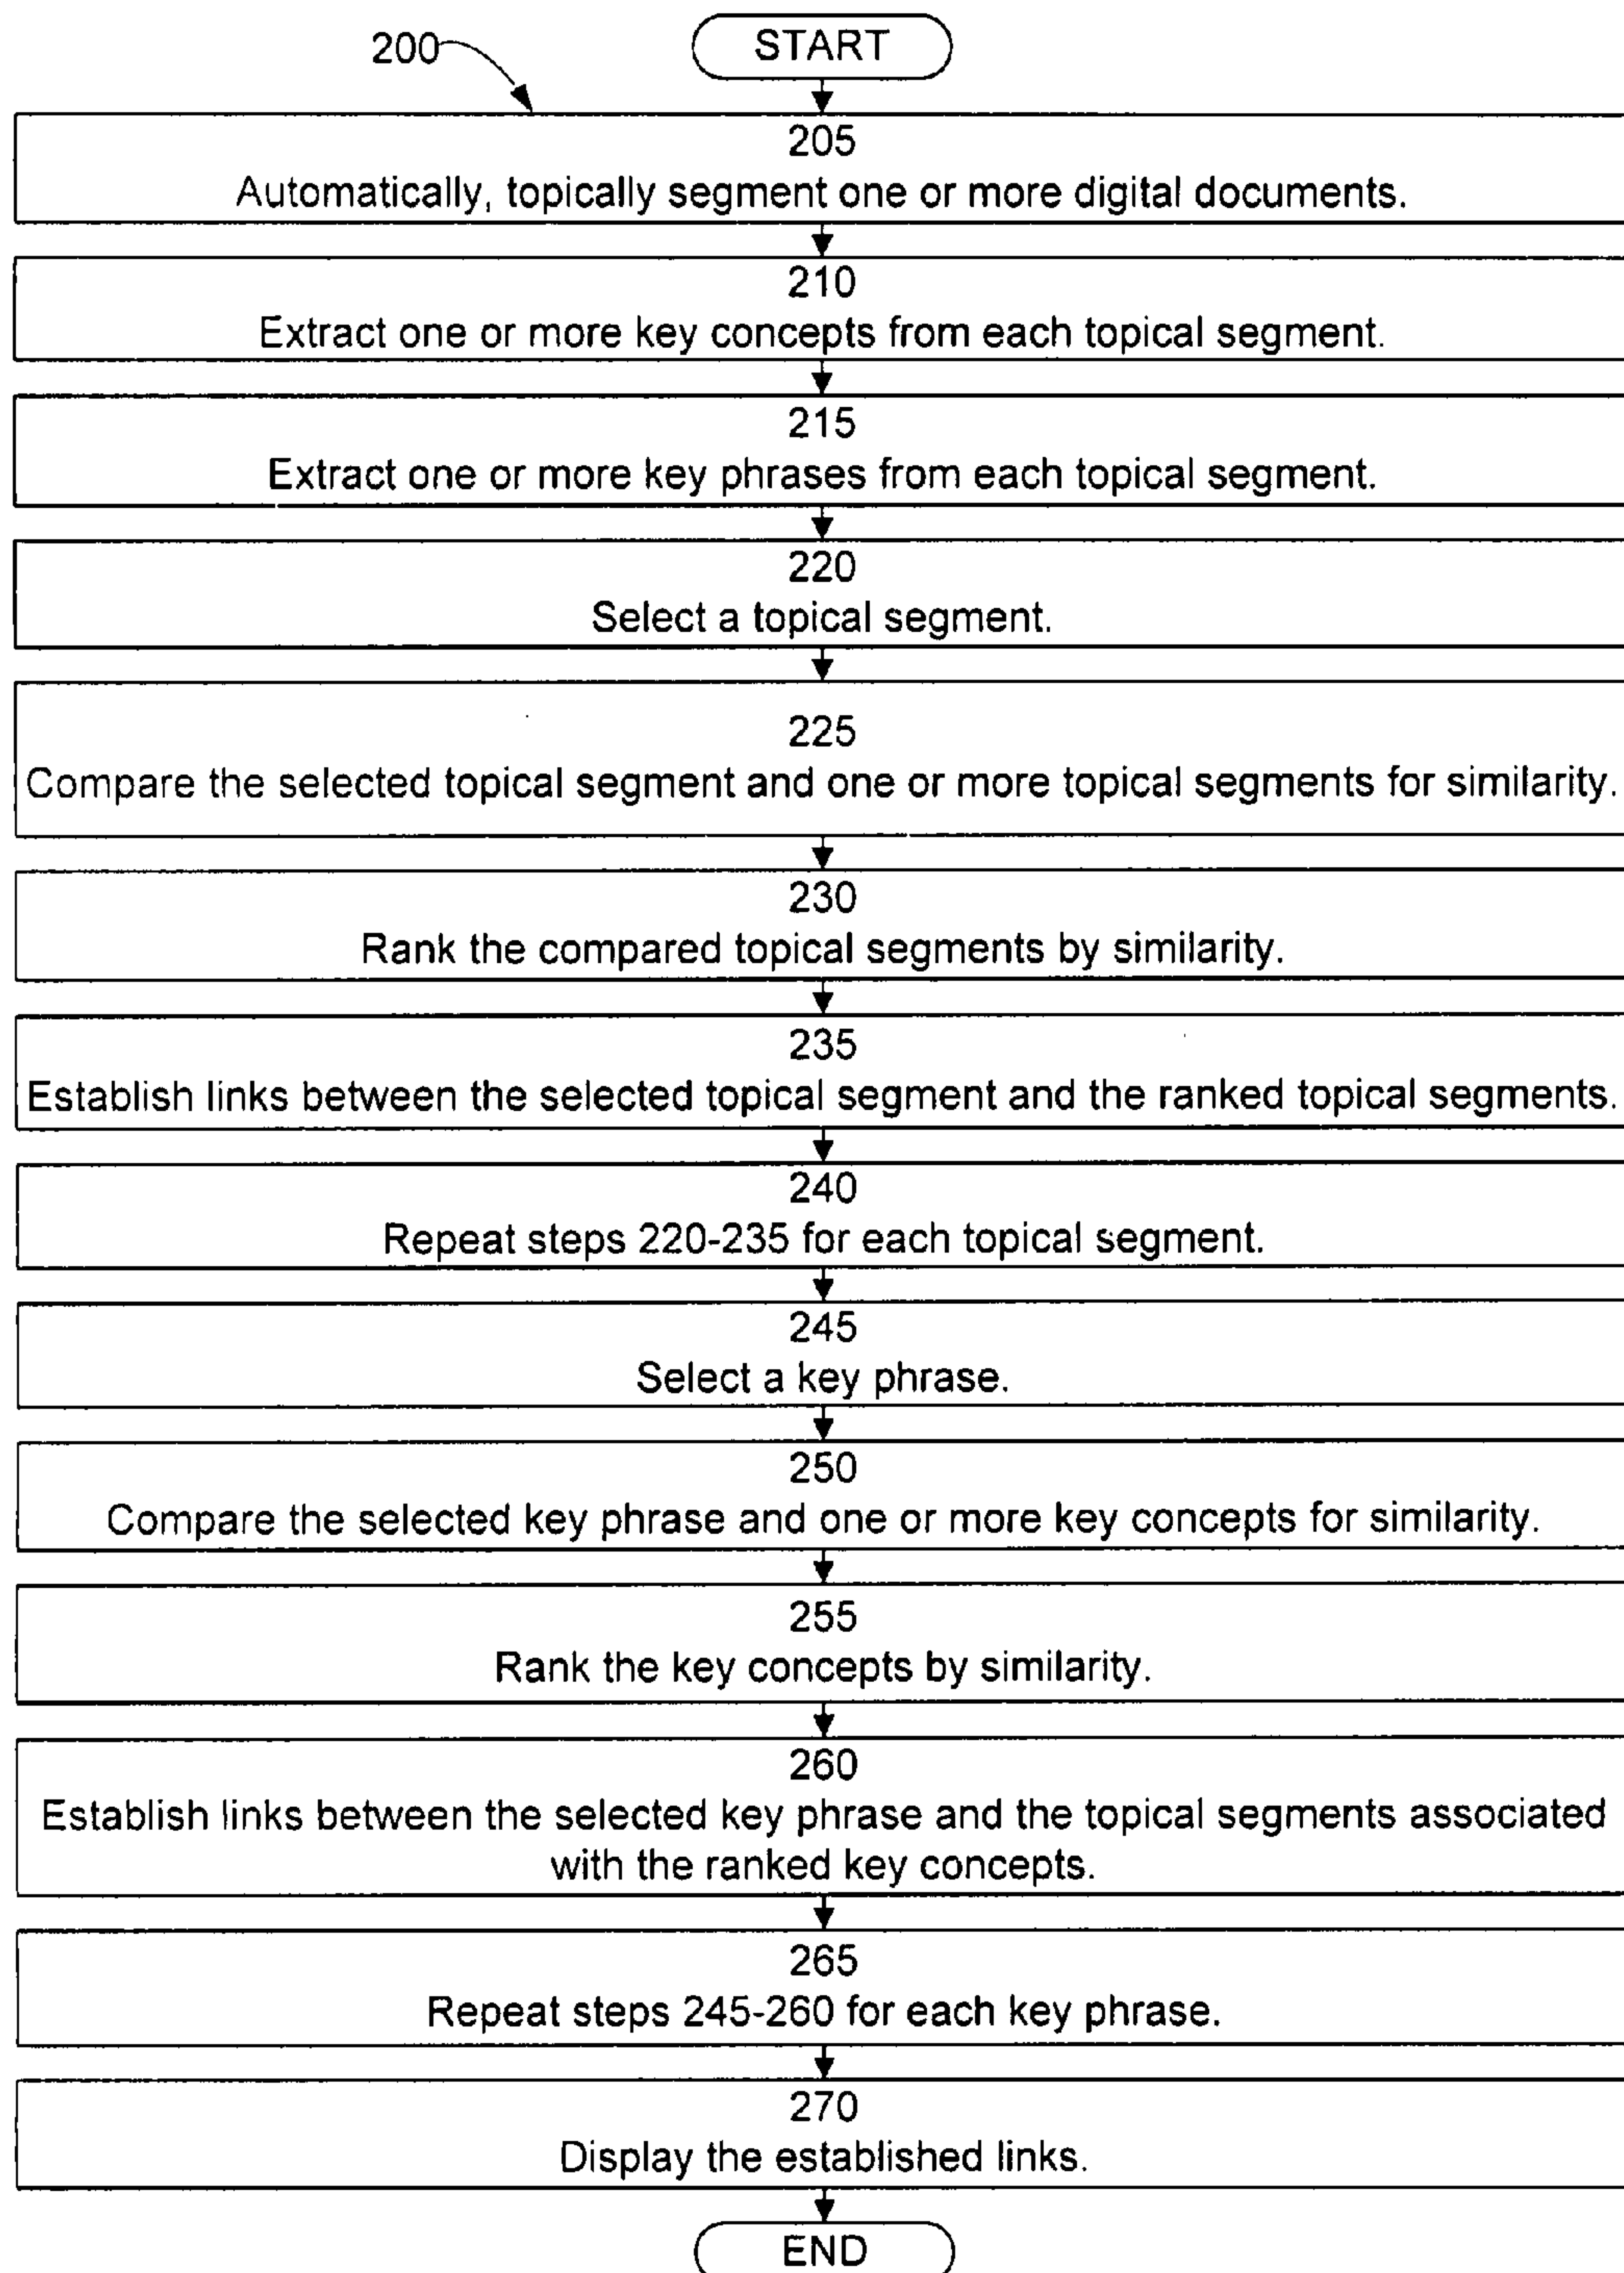 200
START
205
Automatically, topically segment one or more digital documents.
210
Extract one or more key concepts from each topical segment.
215
Extract one or more key phrases from each topical segment.
220
Select a topical segment.
225
Compare the selected topical segment and one or more topical segments for similarity.
230
Rank the compared topical segments by similarity.
235
Establish links between the selected topical segment and the ranked topical segments.
240
Repeat steps 220-235 for each topical segment.
245
Select a key phrase.
250
Compare the selected key phrase and one or more key concepts for similarity.
255
Rank the key concepts by similarity.
260
Establish links between the selected key phrase and the topical segments associated
with the ranked key concepts.
265
Repeat steps 245-260 for each key phrase.
270
Display the established links.
END